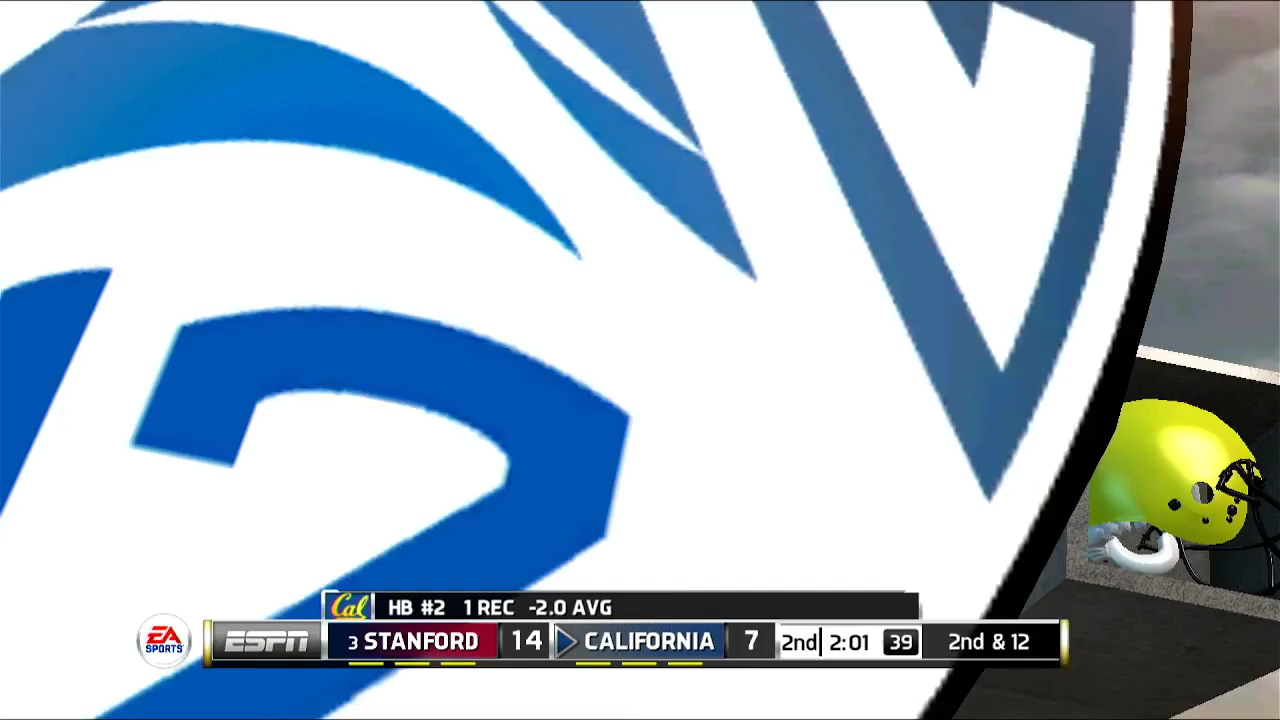 12
Cal HB #2 1 REC -2.0 AVG
EA SPORTS ESPN 3 STANFORD 14 CALIFORNIA 7 2nd 2:01 39 2nd & 12